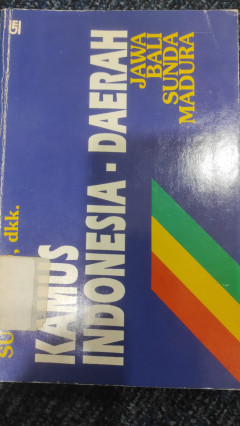 , dkk.
KAMUS
INDONESIA - DAERAH
JAWA
BALI
SUNDA
MADURA